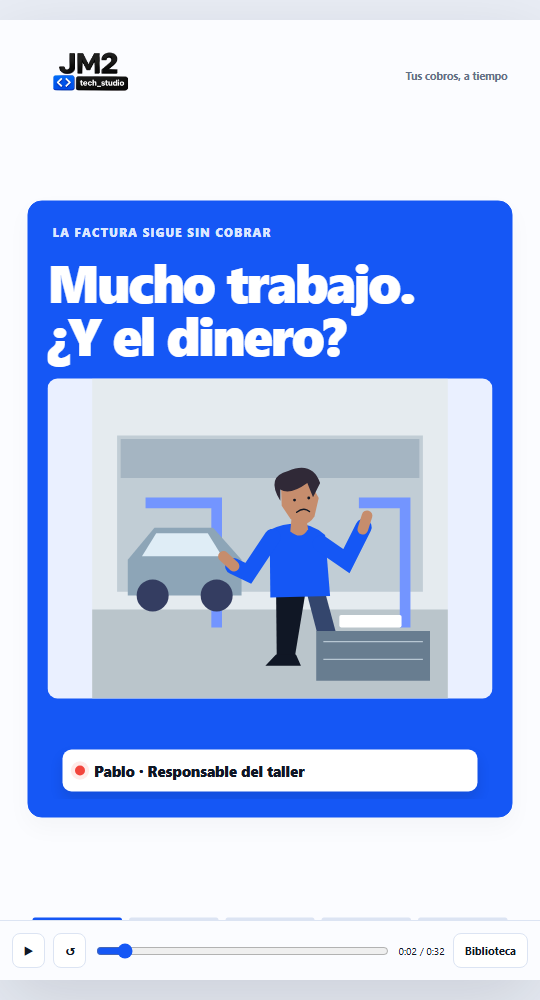 JM2
<> tech_studio
Tus cobros, a tiempo
LA FACTURA SIGUE SIN COBRAR
Mucho trabajo.
¿Y el dinero?
Pablo · Responsable del taller
0:02 / 0:32
Biblioteca